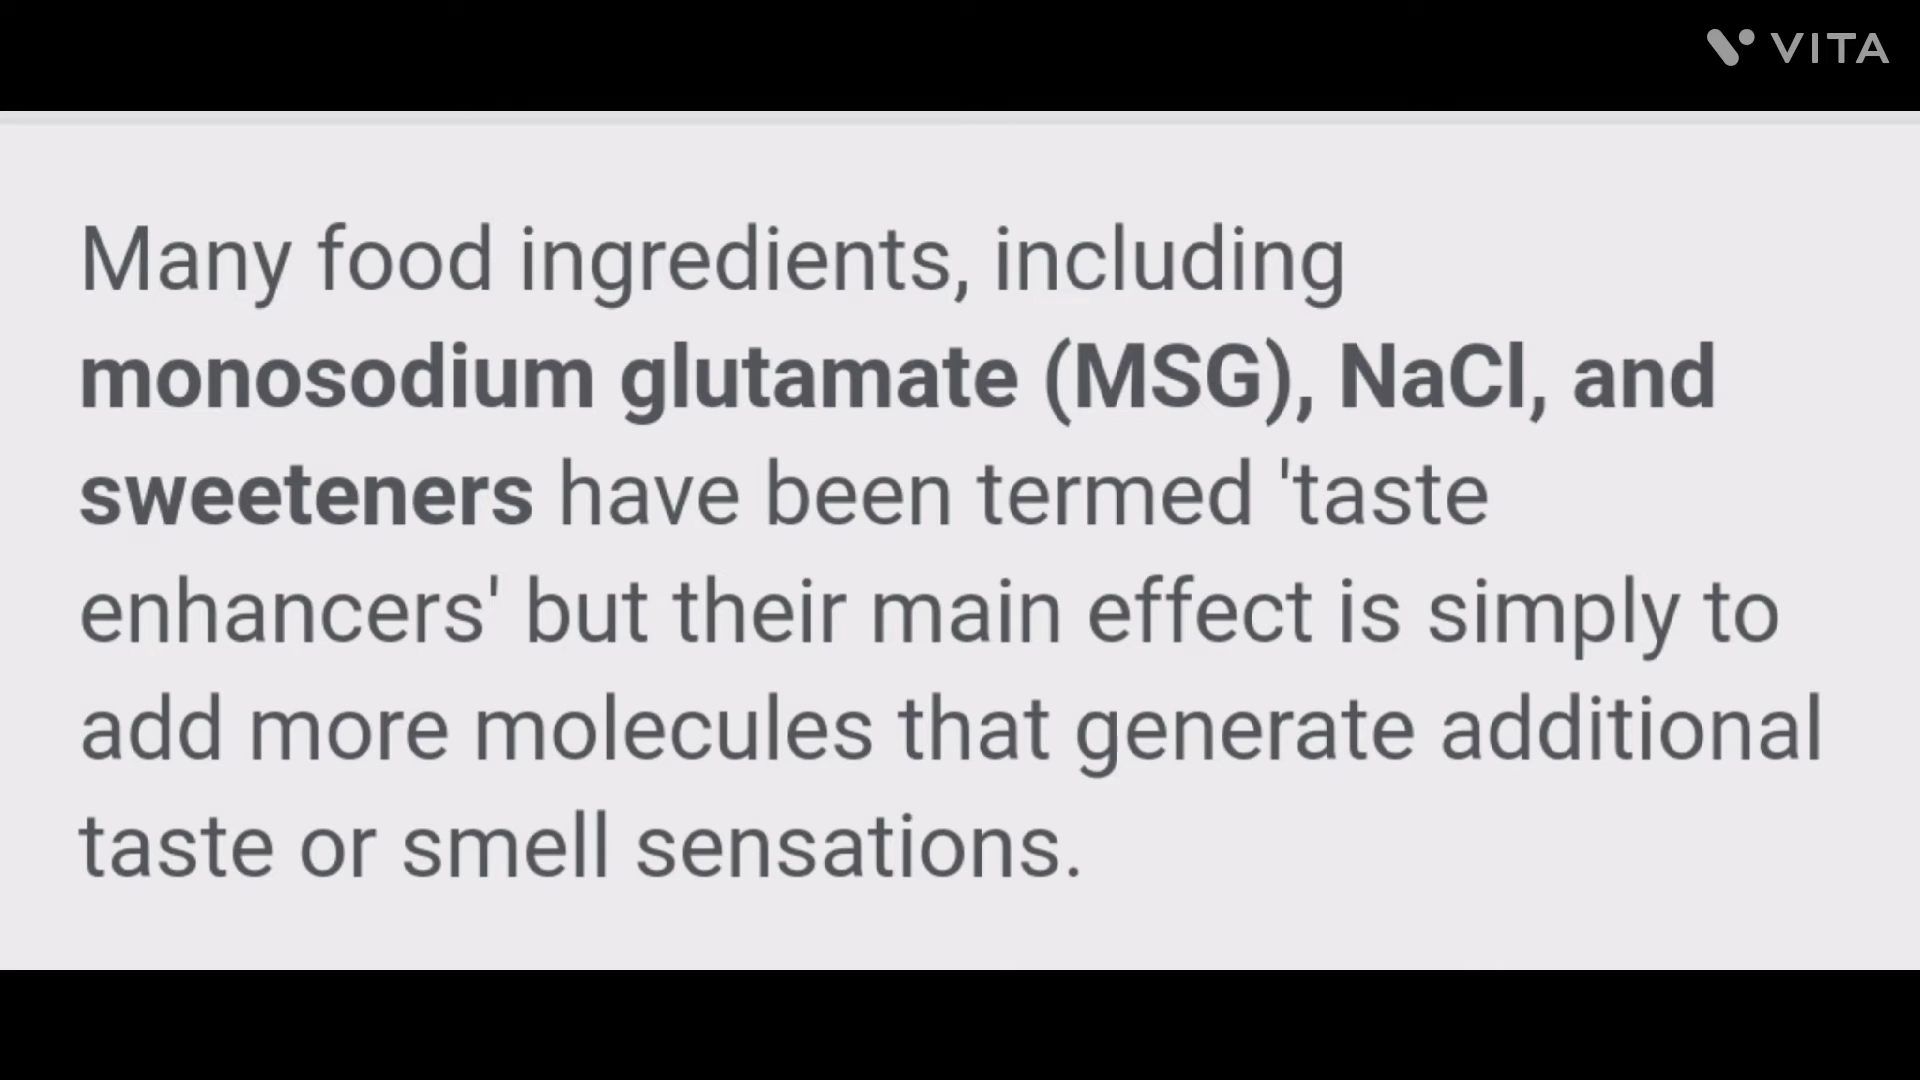 VITA
Many food ingredients, including
monosodium glutamate (MSG), NaCl, and
sweeteners have been termed 'taste
enhancers' but their main effect is simply to
add more molecules that generate additional
taste or smell sensations.